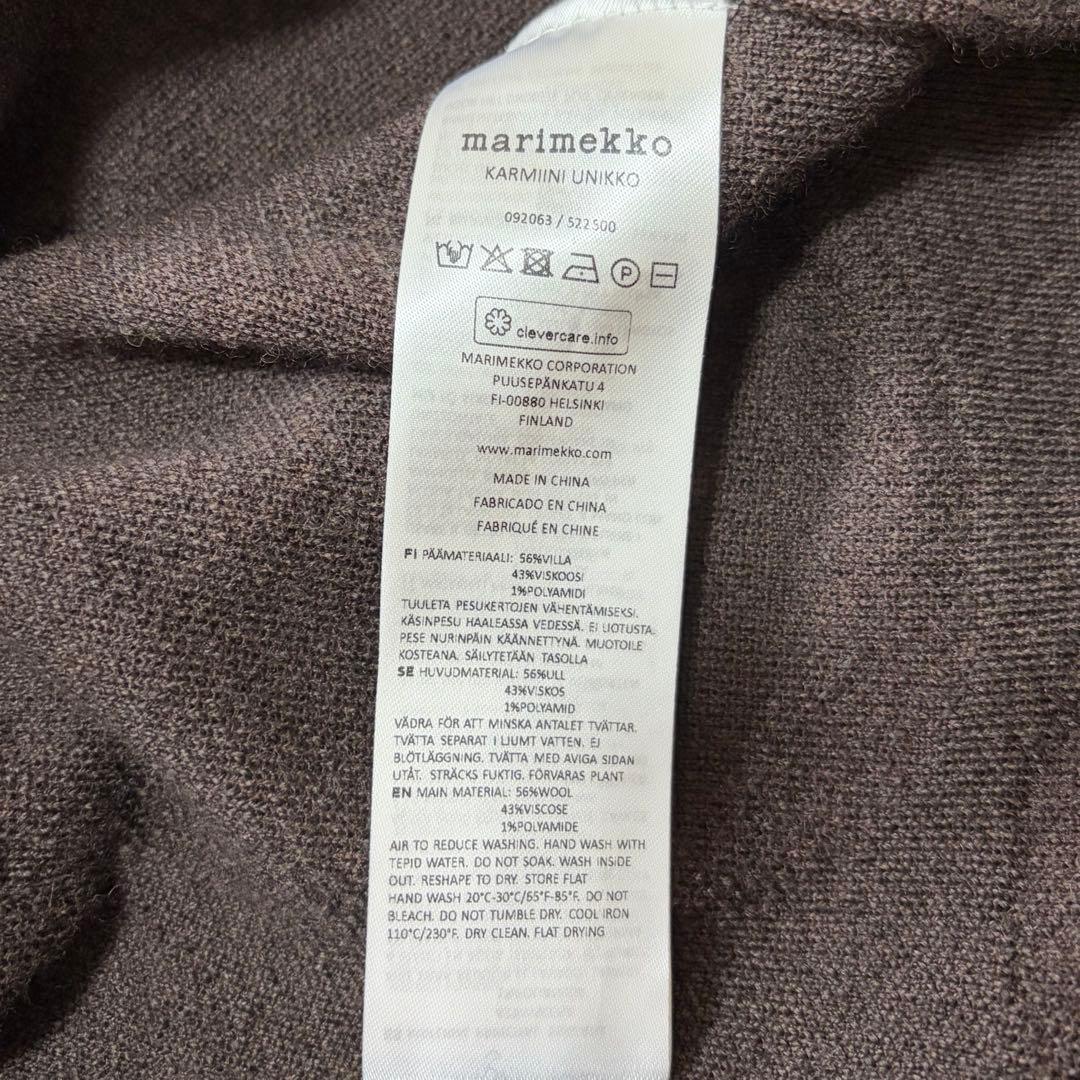 marimekko
KARMIINI UNIKKO
092063 / 522500
P
clevercare.info
MARIMEKKO CORPORATION
PUUSEPÄNKATU 4
FI-00880 HELSINKI
FINLAND
www.marimekko.com
MADE IN CHINA
FABRICADO EN CHINA
FABRIQUÉ EN CHINE
FI PÄÄMATERIAALI: 56%VILLA
43%VISKOOSI
1%POLYAMIDI
TUULETA PESUKERTOJEN VÄHENTÄMISEKSI.
KÄSINPESU HAALEASSA VEDESSÄ. EI LIOTUSTA.
PESE NURINPÄIN KÄÄNNETTYNÄ. MUOTOILE
KOSTEANA. SÄILYTETÄÄN TASOLLA
SE HUVUDMATERIAL: 56%ULL
43%VISKOS
1%POLYAMID
VÄDRA FÖR ATT MINSKA ANTALET TVÄTTAR.
TVÄTTA SEPARAT I LJUMT VATTEN. EJ
BLÖTLÄGGNING. TVÄTTA MED AVIGA SIDAN
UTÅT. STRÄCKS FUKTIG. FÖRVARAS PLANT
EN MAIN MATERIAL: 56%WOOL
43%VISCOSE
1%POLYAMIDE
AIR TO REDUCE WASHING. HAND WASH WITH
TEPID WATER. DO NOT SOAK. WASH INSIDE
OUT. RESHAPE TO DRY. STORE FLAT
HAND WASH 20°C-30°C/65°F-85°F. DO NOT
BLEACH. DO NOT TUMBLE DRY. COOL IRON
110°C/230°F. DRY CLEAN. FLAT DRYING